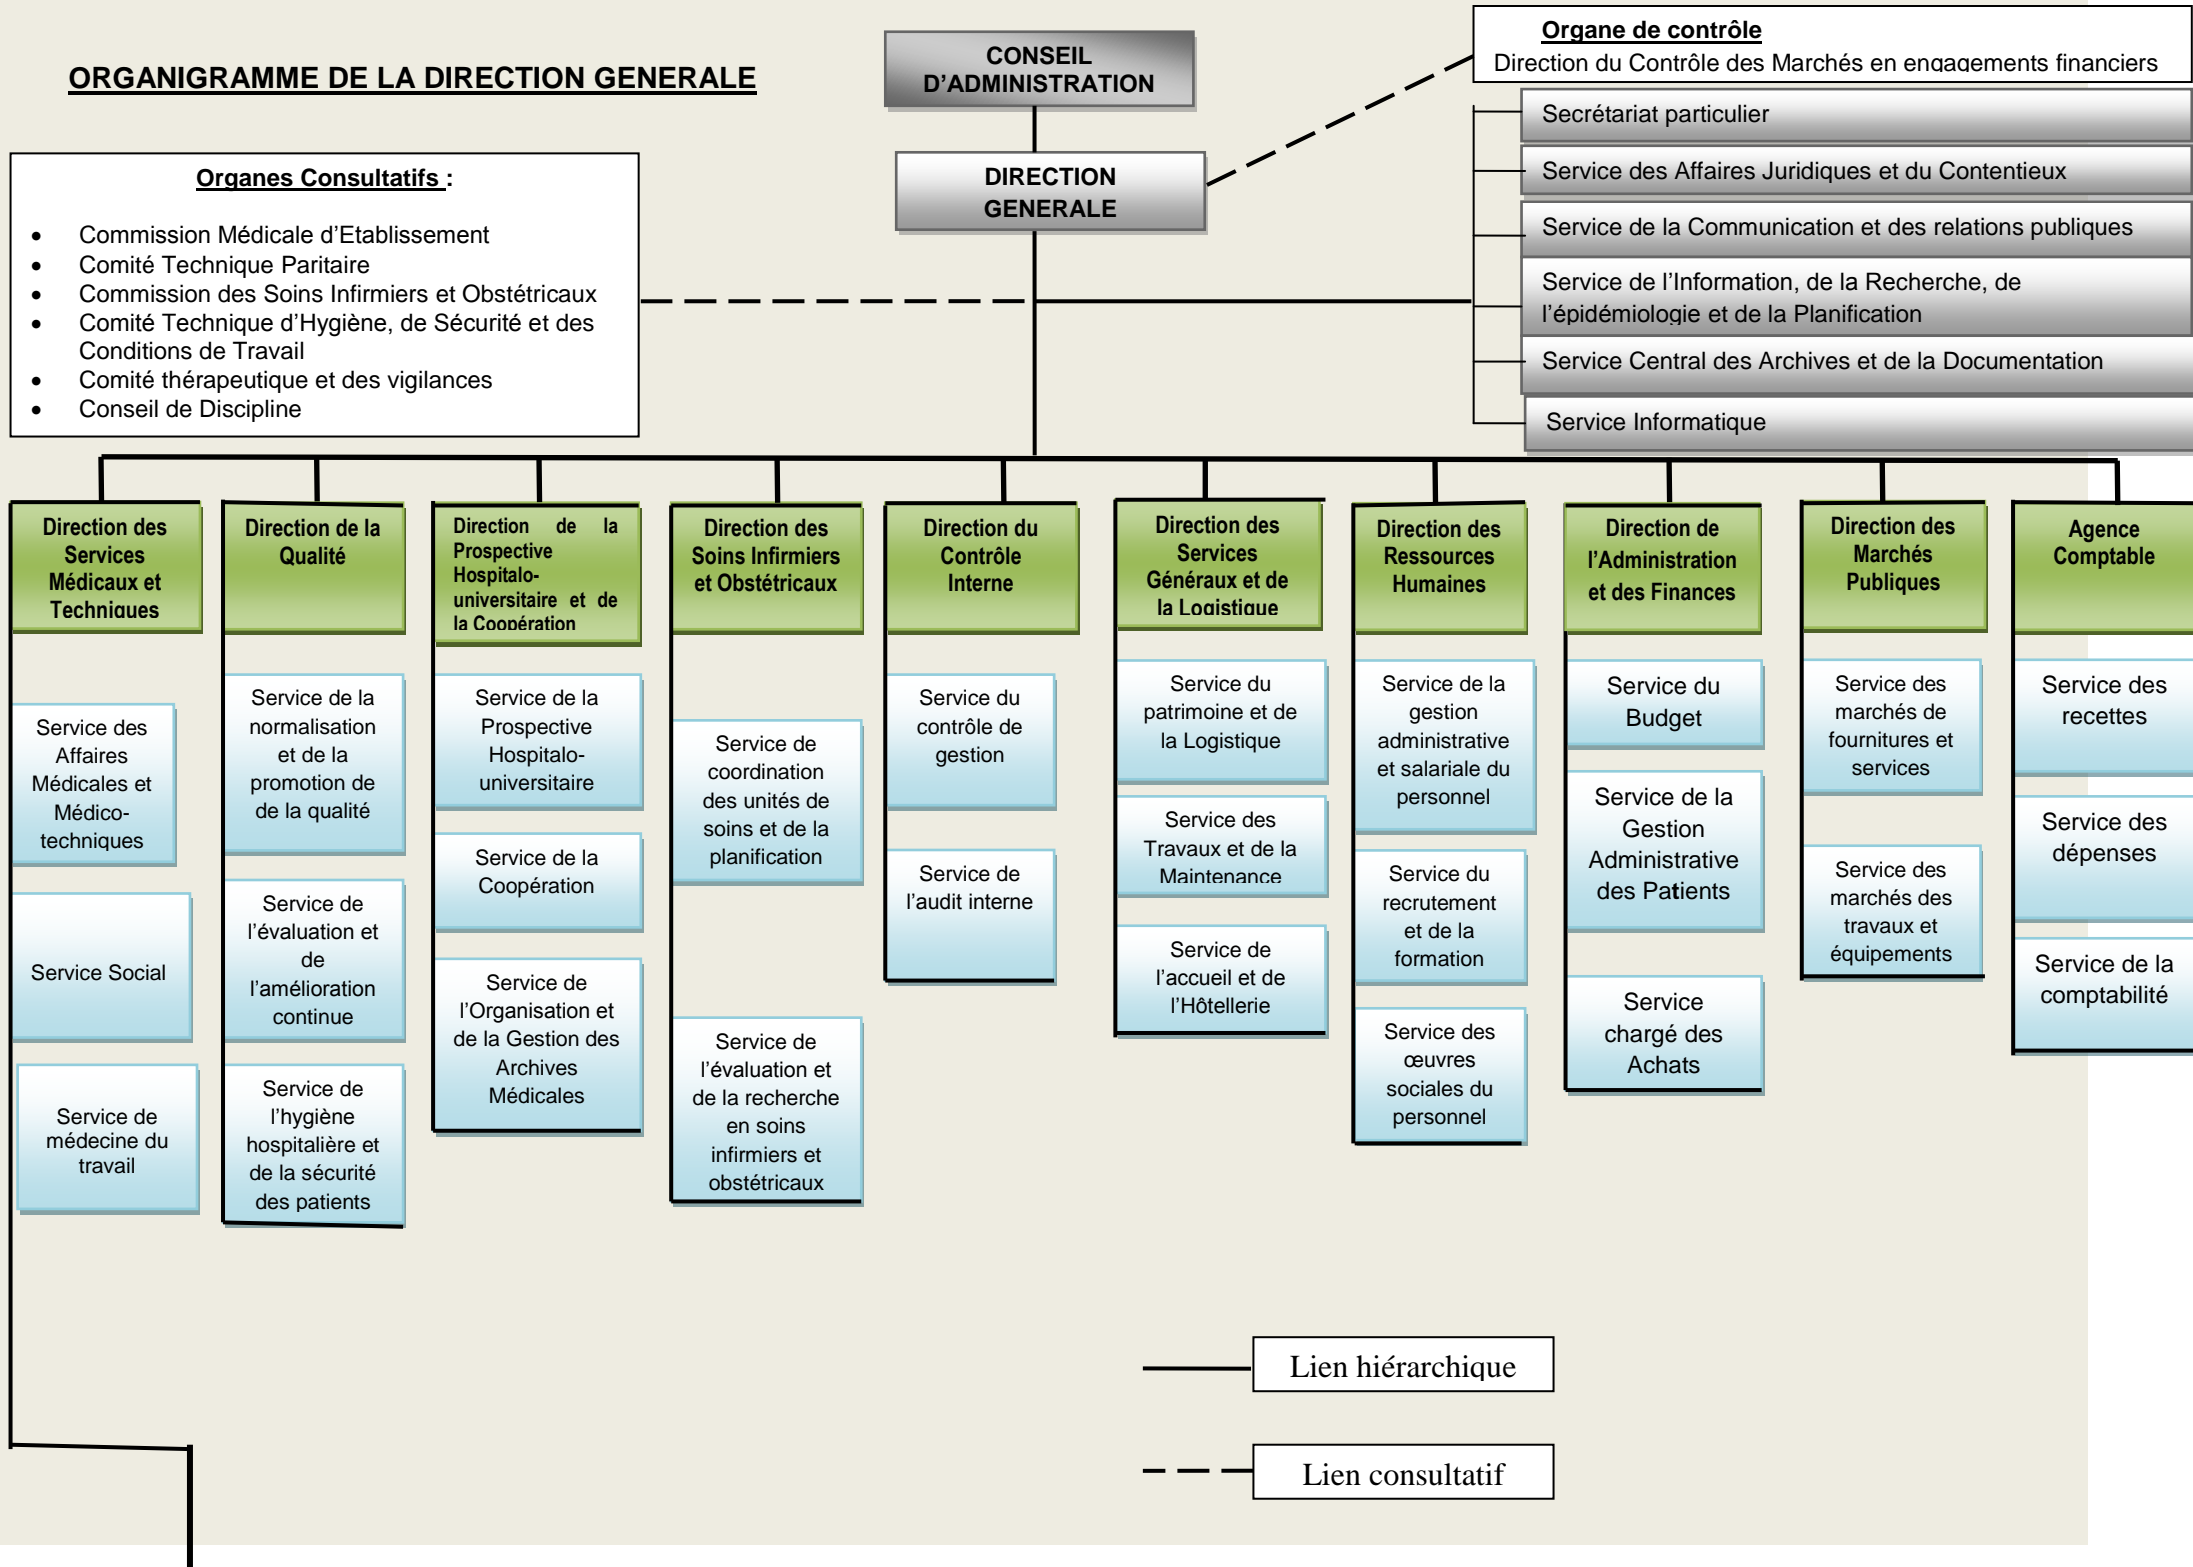 ORGANIGRAMME DE LA DIRECTION GENERALE
CONSEIL
D'ADMINISTRATION
DIRECTION
GENERALE
Organe de contrôle
Direction du Contrôle des Marchés en engagements financiers
Secrétariat particulier
Service des Affaires Juridiques et du Contentieux
Service de la Communication et des relations publiques
Service de l'Information, de la Recherche, de
l'épidémiologie et de la Planification
Service Central des Archives et de la Documentation
Service Informatique
Organes Consultatifs :
• Commission Médicale d'Etablissement
• Comité Technique Paritaire
• Commission des Soins Infirmiers et Obstétricaux
• Comité Technique d'Hygiène, de Sécurité et des
Conditions de Travail
• Comité thérapeutique et des vigilances
• Conseil de Discipline
Direction des
Services
Médicaux et
Techniques
Service des
Affaires
Médicales et
Médico-
techniques
Service Social
Service de
médecine du
travail
Direction de la
Qualité
Service de la
normalisation
et de la
promotion de
de la qualité
Service de
l'évaluation et
de
l'amélioration
continue
Service de
l'hygiène
hospitalière et
de la sécurité
des patients
Direction de la
Prospective
Hospitalo-
universitaire et de
la Coopération
Service de la
Prospective
Hospitalo-
universitaire
Service de la
Coopération
Service de
l'Organisation et
de la Gestion des
Archives
Médicales
Direction des
Soins Infirmiers
et Obstétricaux
Service de
coordination
des unités de
soins et de la
planification
Service de
l'évaluation et
de la recherche
en soins
infirmiers et
obstétricaux
Direction du
Contrôle
Interne
Service du
contrôle de
gestion
Service de
l'audit interne
Direction des
Services
Généraux et de
la Logistique
Service du
patrimoine et de
la Logistique
Service des
Travaux et de la
Maintenance
Service de
l'accueil et de
l'Hôtellerie
Direction des
Ressources
Humaines
Service de la
gestion
administrative
et salariale du
personnel
Service du
recrutement
et de la
formation
Service des
œuvres
sociales du
personnel
Direction de
l'Administration
et des Finances
Service du
Budget
Service de la
Gestion
Administrative
des Patients
Service
chargé des
Achats
Direction des
Marchés
Publiques
Service des
marchés de
fournitures et
services
Service des
marchés des
travaux et
équipements
Agence
Comptable
Service des
recettes
Service des
dépenses
Service de la
comptabilité
Lien hiérarchique
Lien consultatif